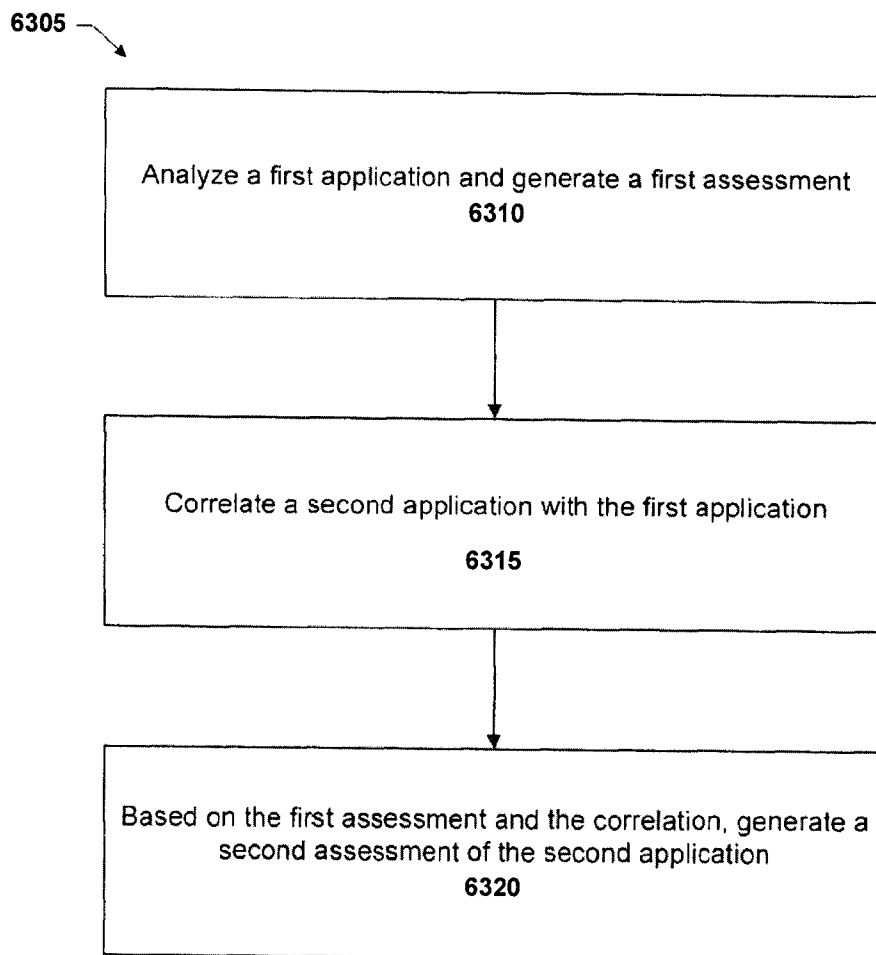 6305
Analyze a first application and generate a first assessment
6310
Correlate a second application with the first application
6315
Based on the first assessment and the correlation, generate a
second assessment of the second application
6320